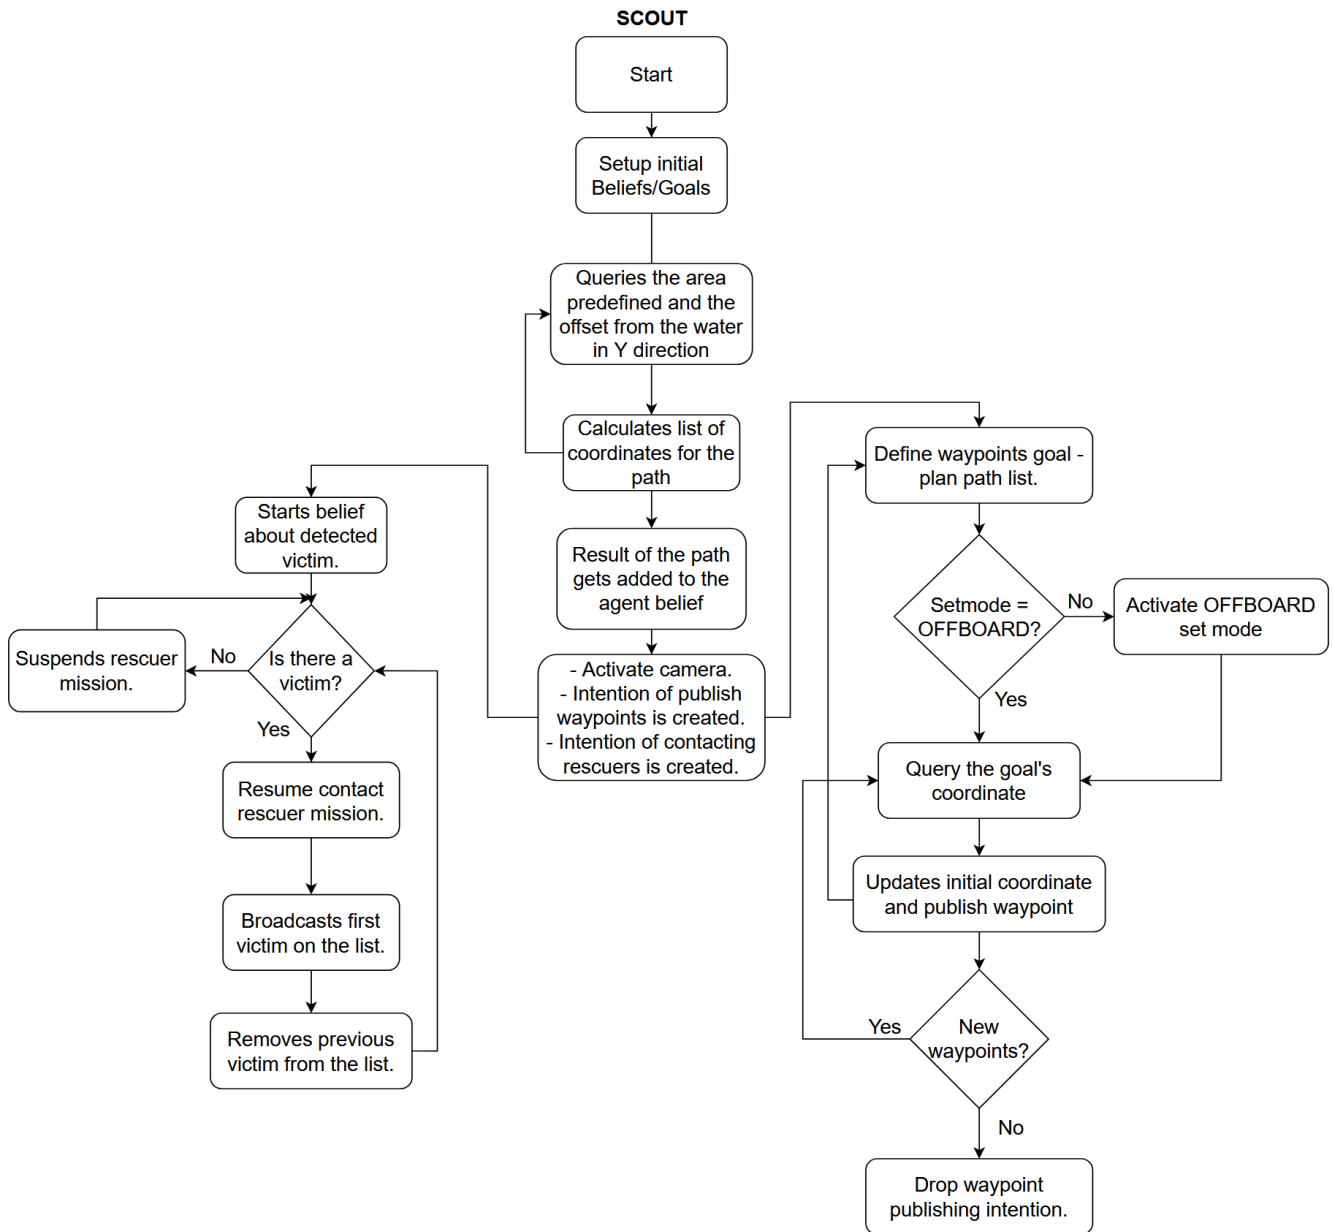 SCOUT
Start
Setup initial
Beliefs/Goals
Queries the area
predefined and the
offset from the water
in Y direction
Calculates list of
coordinates for the
path
Result of the path
gets added to the
agent belief
- Activate camera.
- Intention of publish
waypoints is created.
- Intention of contacting
rescuers is created.
Starts belief
about detected
victim.
Is there a
victim?
No
Suspends rescuer
mission.
Yes
Resume contact
rescuer mission.
Broadcasts first
victim on the list.
Removes previous
victim from the list.
Define waypoints goal -
plan path list.
Setmode =
OFFBOARD?
No
Activate OFFBOARD
set mode
Yes
Query the goal's
coordinate
Updates initial coordinate
and publish waypoint
New
waypoints?
Yes
No
Drop waypoint
publishing intention.